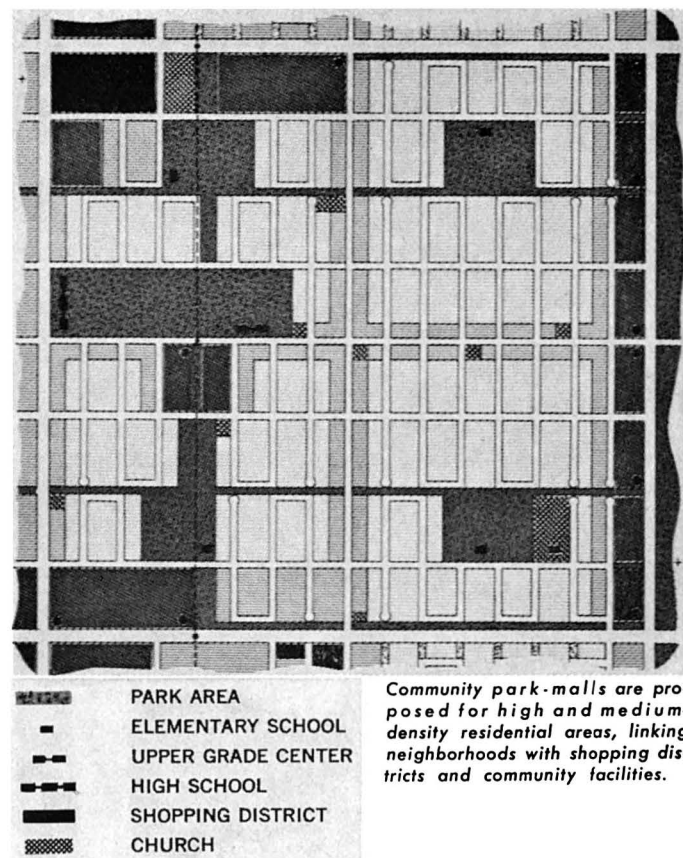 PARK AREA
ELEMENTARY SCHOOL
UPPER GRADE CENTER
HIGH SCHOOL
SHOPPING DISTRICT
CHURCH
Community park-malls are pro
posed for high and medium
density residential areas, linking
neighborhoods with shopping dis
tricts and community facilities.